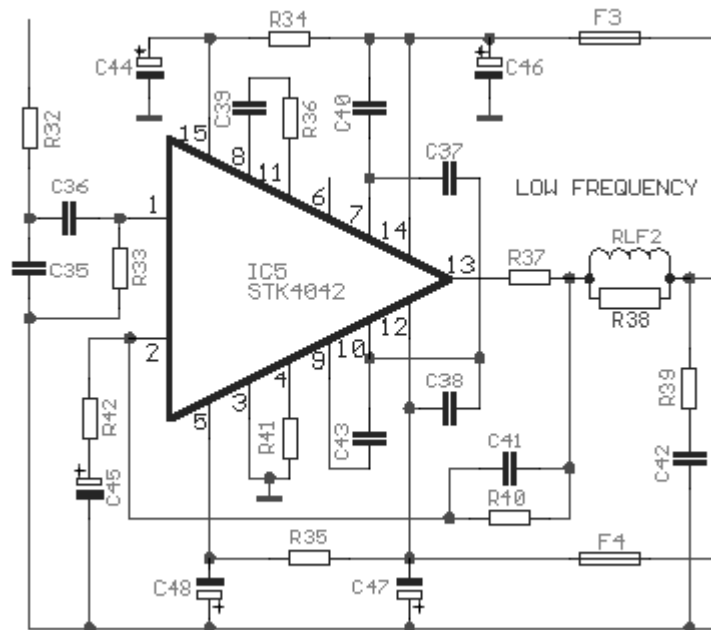 R34
F3
C44
C46
C39
R36
C40
R32
15
8
11
6
7
14
C37
C36
LOW FREQUENCY
1
C35
R33
IC5
STK4042
13
R37
RLF2
R38
2
12
10
9
4
3
5
C38
R39
R42
R41
C43
C41
C42
C45
R40
R35
F4
C48
C47